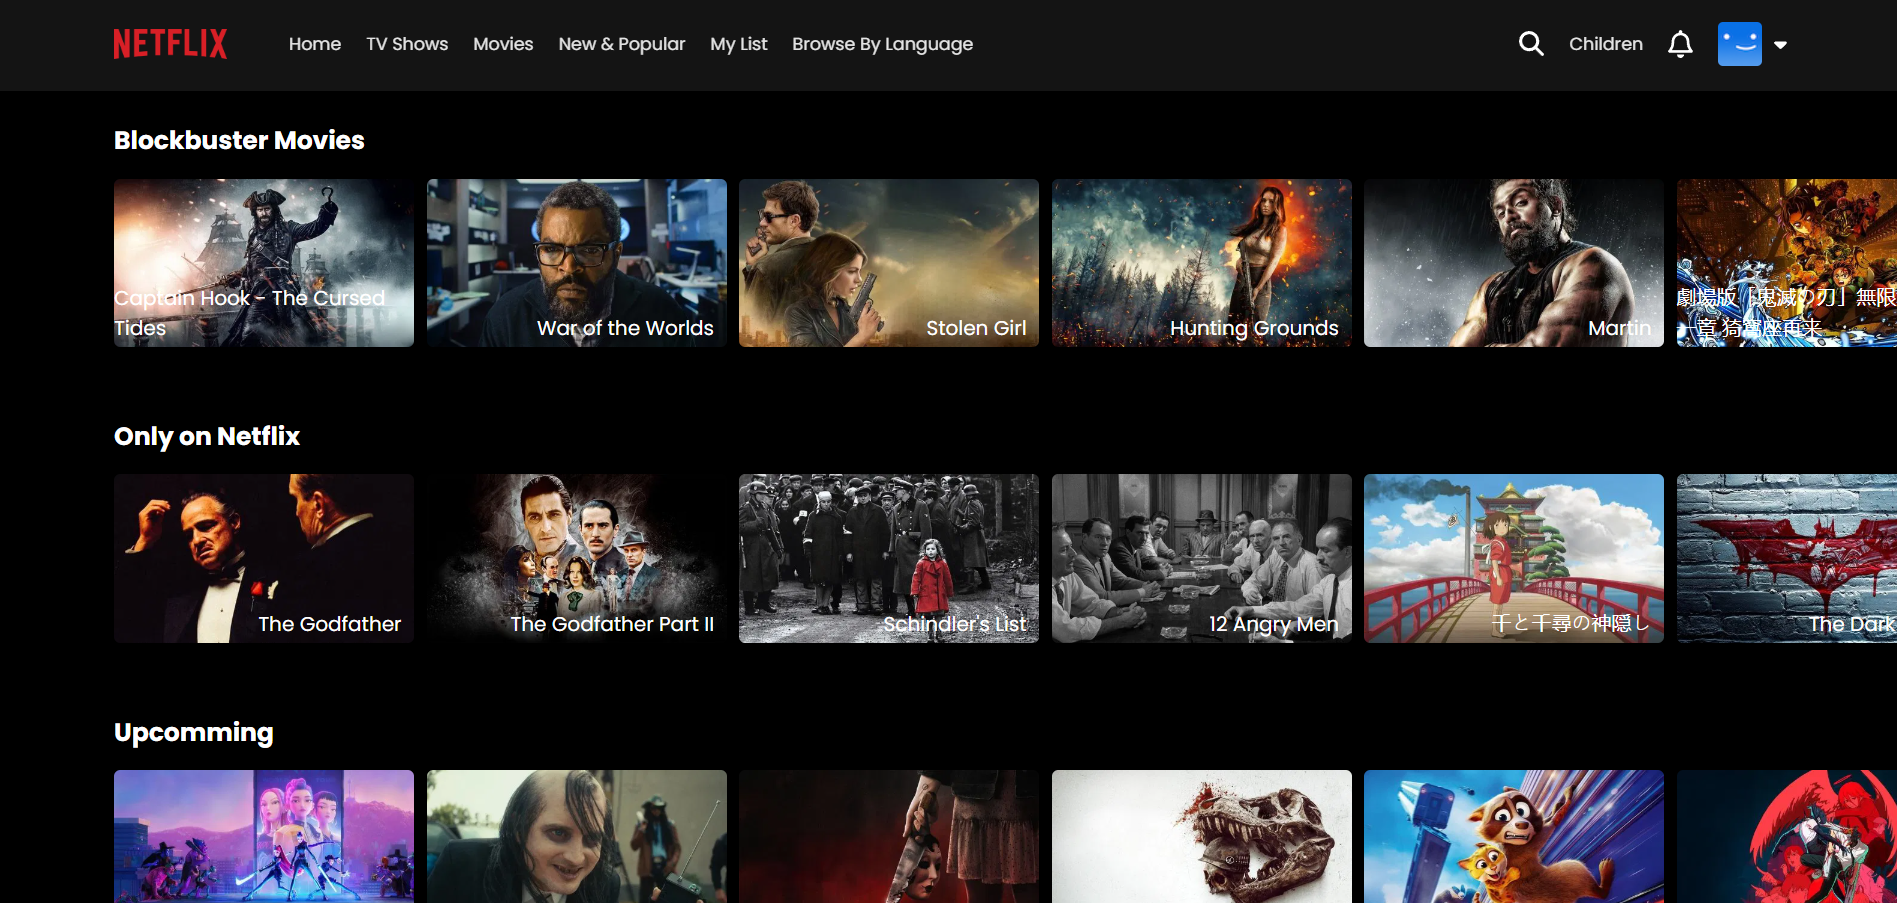 NETFLIX
Home
TV Shows
Movies
New & Popular
My List
Browse By Language
Children
Blockbuster Movies
Captain Hook - The Cursed
Tides
War of the Worlds
Stolen Girl
Hunting Grounds
Martin
劇場版「鬼滅の刃」無限
一章 猗窩座再来
Only on Netflix
The Godfather
The Godfather Part II
Schindler's List
12 Angry Men
千と千尋の神隠し
The Dark
Upcomming